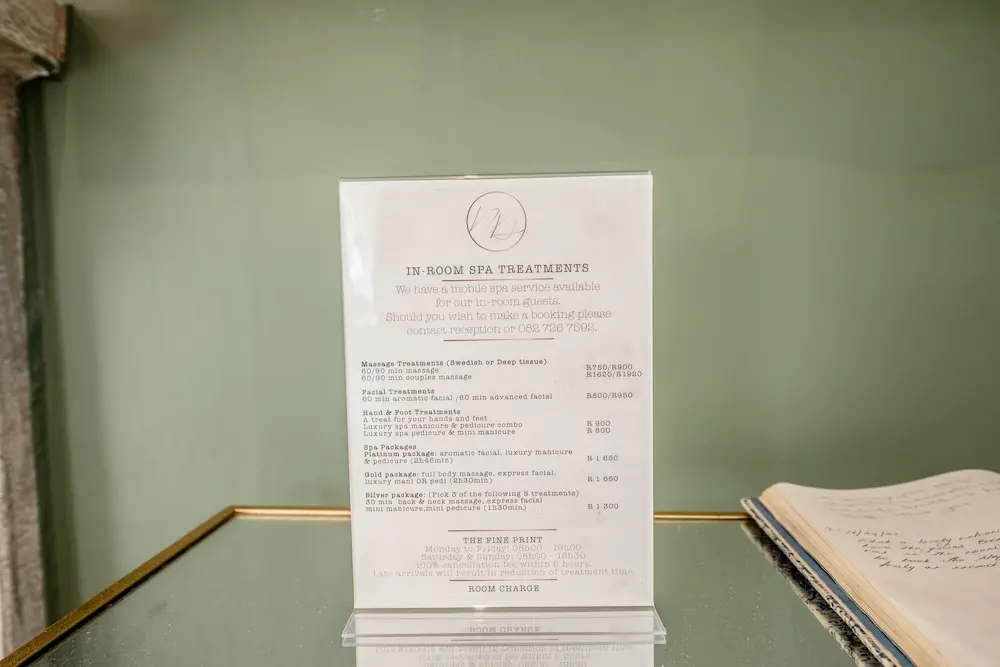 IN-ROOM SPA TREATMENTS
We have a mobile spa service available
for our in-room guests.
Should you wish to make a booking please
contact reception or 082 726 7592.
Massage Treatments (Swedish or Deep tissue)
60/90 min massage R750/R900
60/90 min couples massage R1620/R1920
Facial Treatments
60 min aromatic facial /60 min advanced facial R800/R950
Hand & Foot Treatments
A treat for your hands and feet
Luxury spa manicure & pedicure combo R 900
Luxury spa pedicure & mini manicure R 600
Spa Packages
Platinum package: aromatic facial, luxury manicure
& pedicure (2h45min) R 1 650
Gold package: full body massage, express facial,
luxury mani OR pedi (2h30min) R 1 650
Silver package: (Pick 3 of the following 5 treatments)
30 min back & neck massage, express facial
mini manicure,mini pedicure (1h30min) R 1 300
THE FINE PRINT
Monday to Friday: 08h00 - 19h00
Saturday & Sunday: 08h00 - 18h30
100% cancellation fee within 6 hours.
Late arrivals will result in reduction of treatment time.
ROOM CHARGE